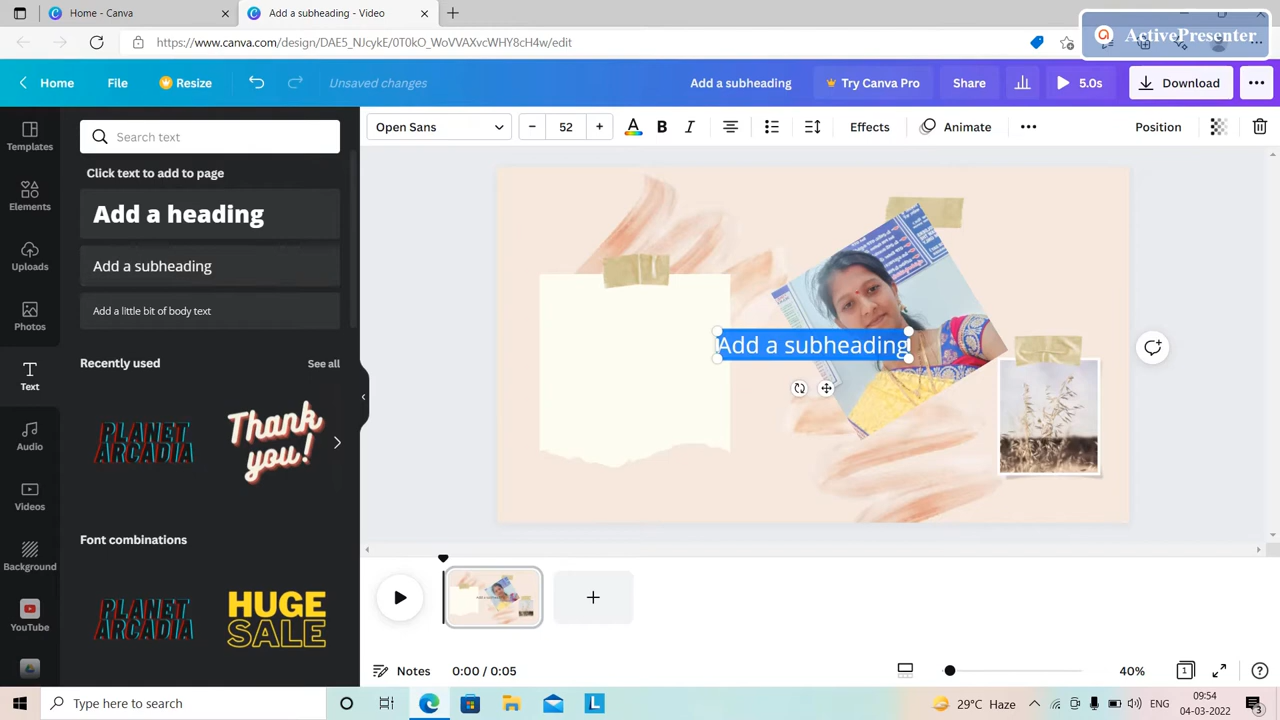 Home - Canva
Add a subheading - Video
ActivePresenter
https://www.canva.com/design/DAE5_NJcykE/0T0kO_WoVVAXvcWHY8cH4w/edit
Home
File
Resize
Unsaved changes
Add a subheading
Try Canva Pro
Share
5.0s
Download
Templates
Elements
Uploads
Photos
Text
Audio
Videos
Background
YouTube
Search text
Click text to add to page
Add a heading
Add a subheading
Add a little bit of body text
Recently used
See all
PLANET
ARCADIA
Thank
you!
Font combinations
PLANET
ARCADIA
HUGE
SALE
Open Sans
52
B
I
Effects
Animate
Position
Add a subheading
Notes
0:00 / 0:05
40%
1
Type here to search
29°C Haze
09:54
04-03-2022
3